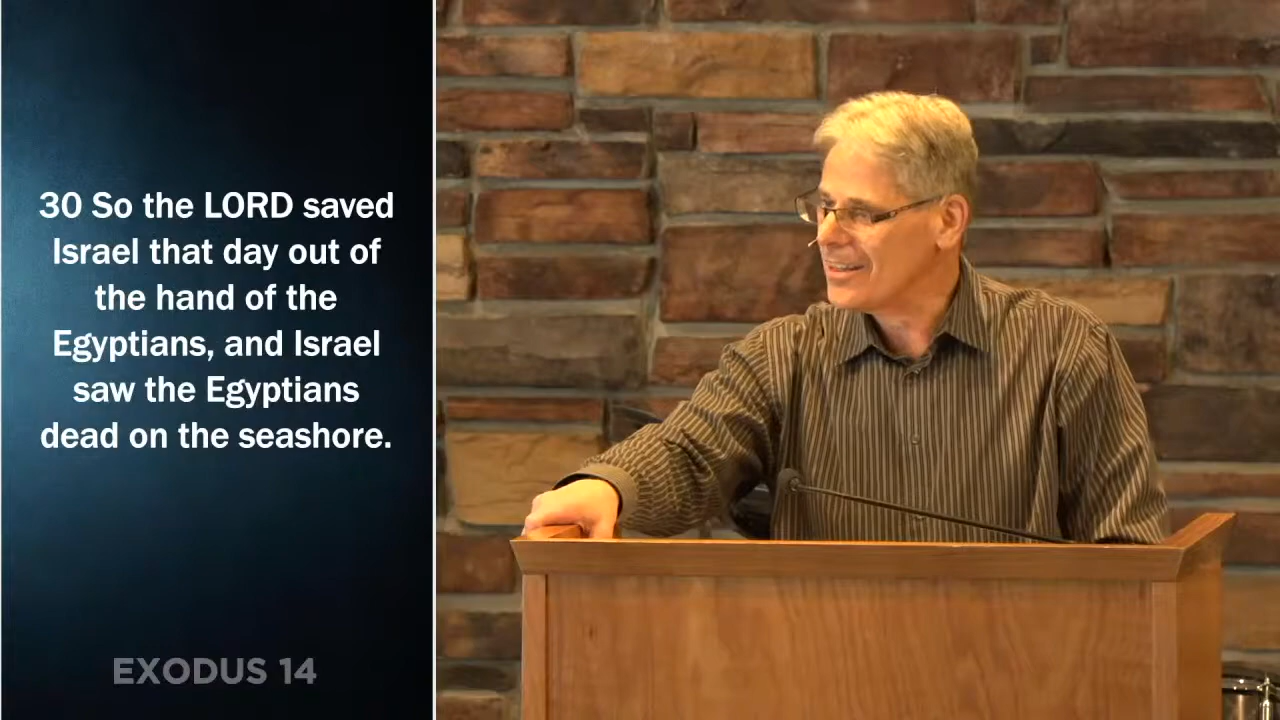 30 So the LORD saved
Israel that day out of
the hand of the
Egyptians, and Israel
saw the Egyptians
dead on the seashore.
EXODUS 14